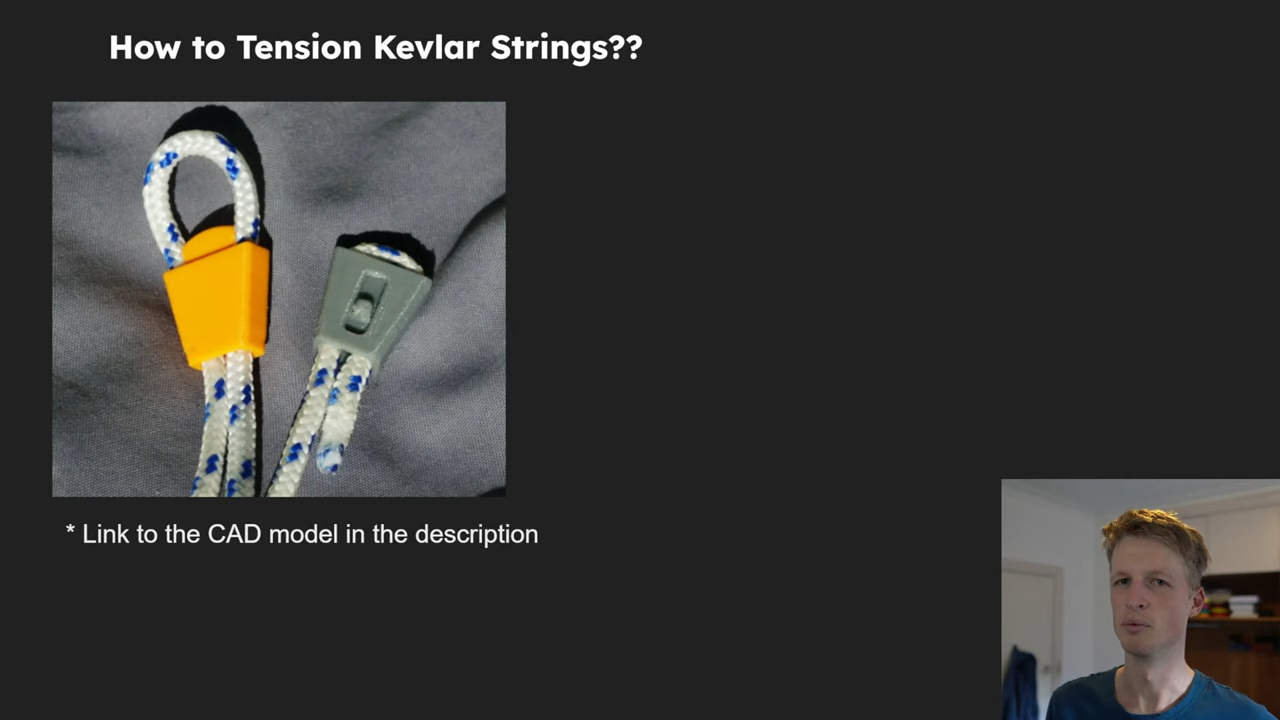 How to Tension Kevlar Strings??
* Link to the CAD model in the description